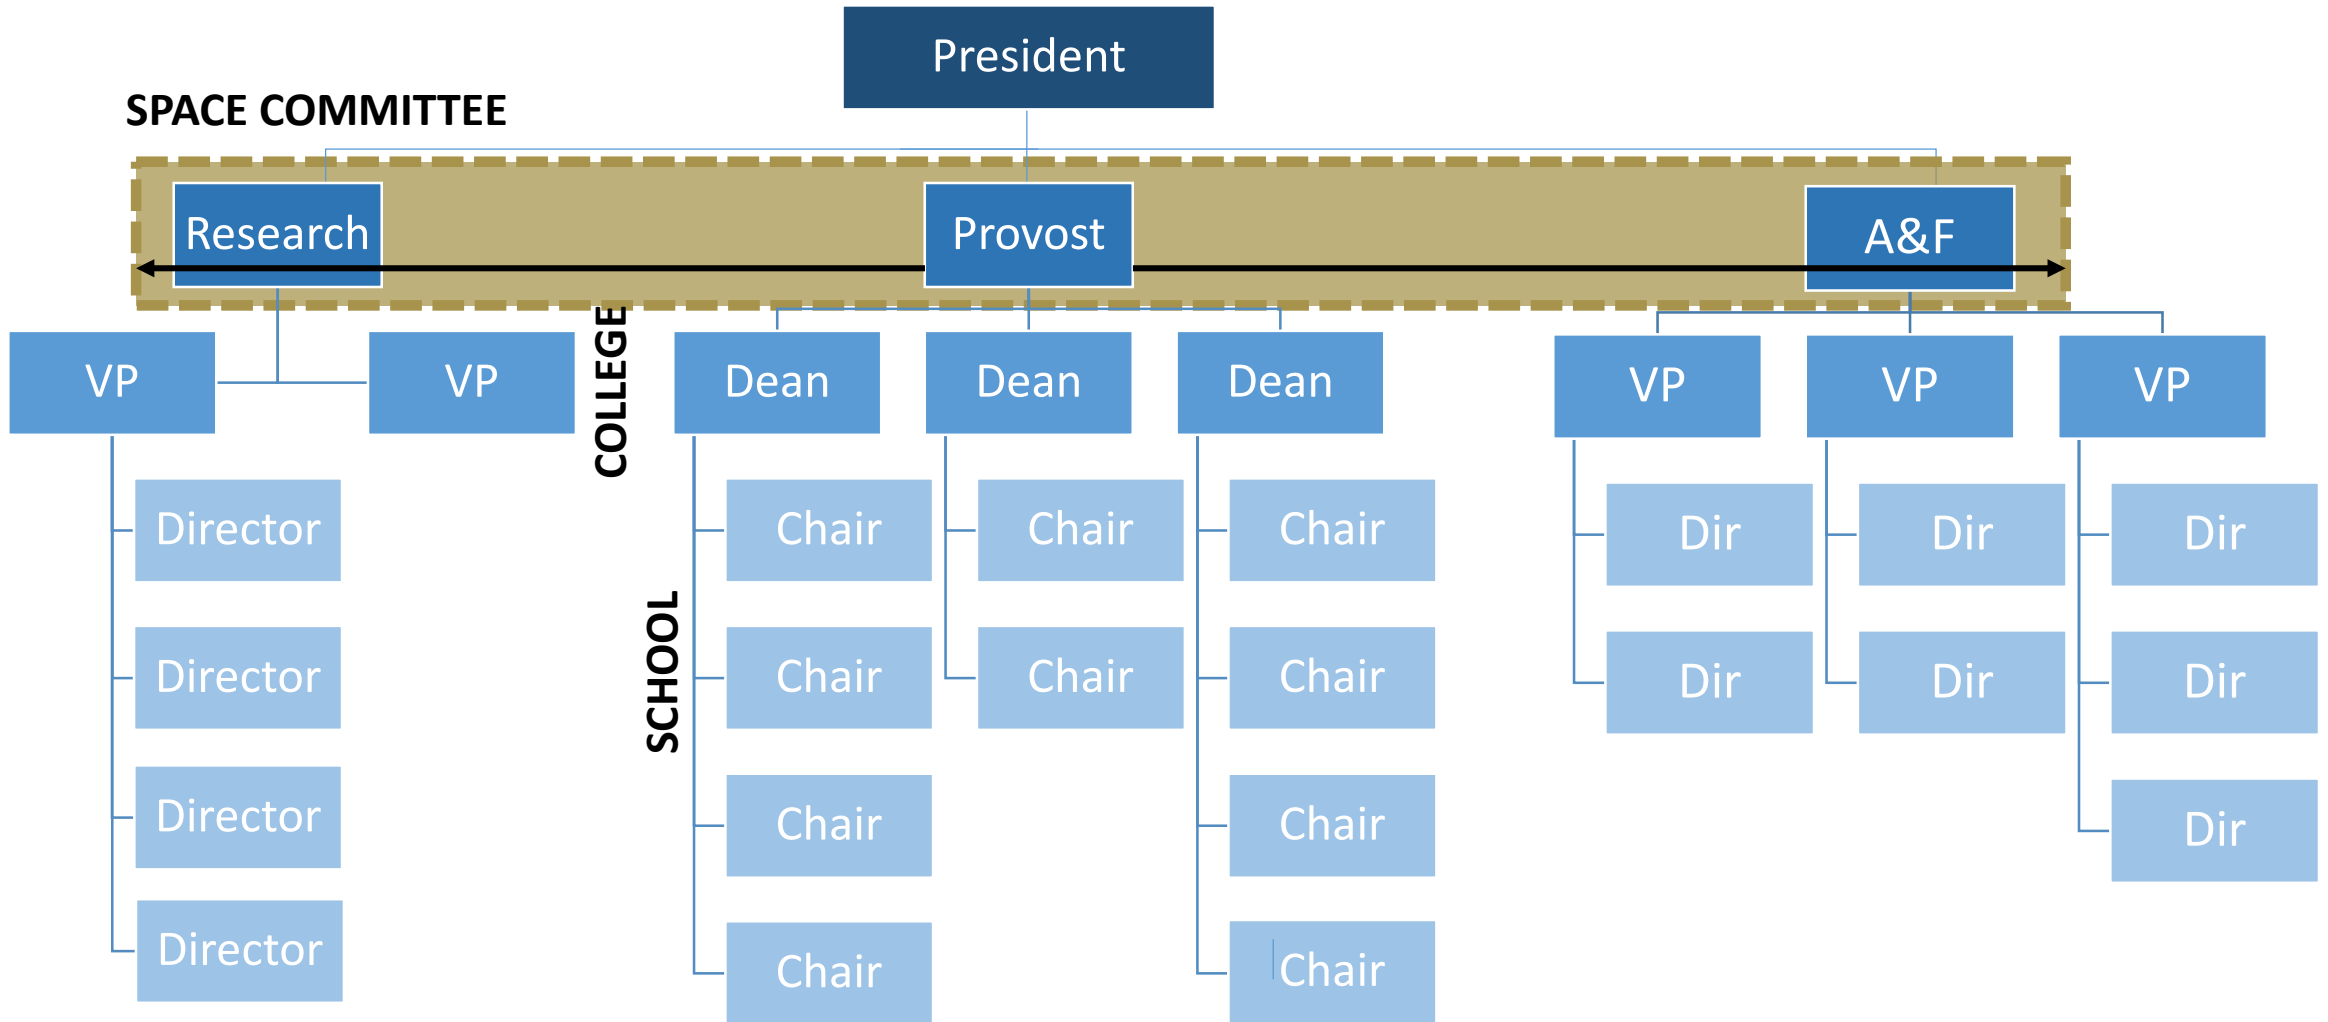 President
SPACE COMMITTEE
Research
Provost
A&F
COLLEGE
VP
VP
Dean
Dean
Dean
VP
VP
VP
SCHOOL
Director
Chair
Chair
Chair
Dir
Dir
Dir
Director
Chair
Chair
Chair
Dir
Dir
Dir
Director
Chair
Chair
Dir
Director
Chair
Chair